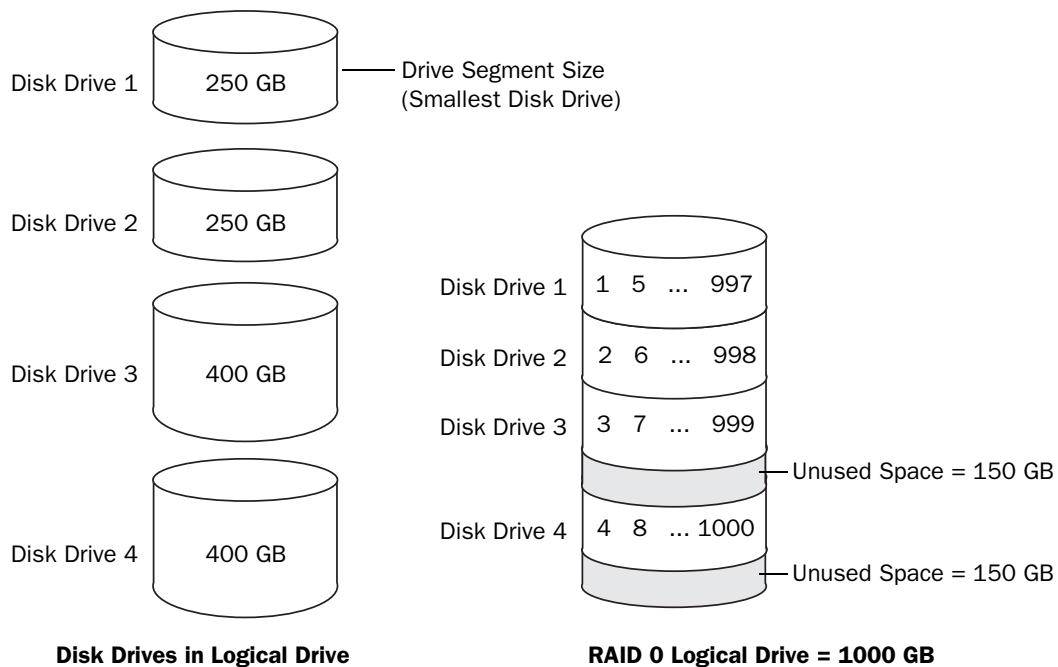 Disk Drive 1
250 GB
Drive Segment Size
(Smallest Disk Drive)
Disk Drive 2
250 GB
Disk Drive 3
400 GB
Disk Drive 4
400 GB
Disk Drives in Logical Drive
Disk Drive 1
1 5 ... 997
Disk Drive 2
2 6 ... 998
Disk Drive 3
3 7 ... 999
Unused Space = 150 GB
Disk Drive 4
4 8 ... 1000
Unused Space = 150 GB
RAID 0 Logical Drive = 1000 GB